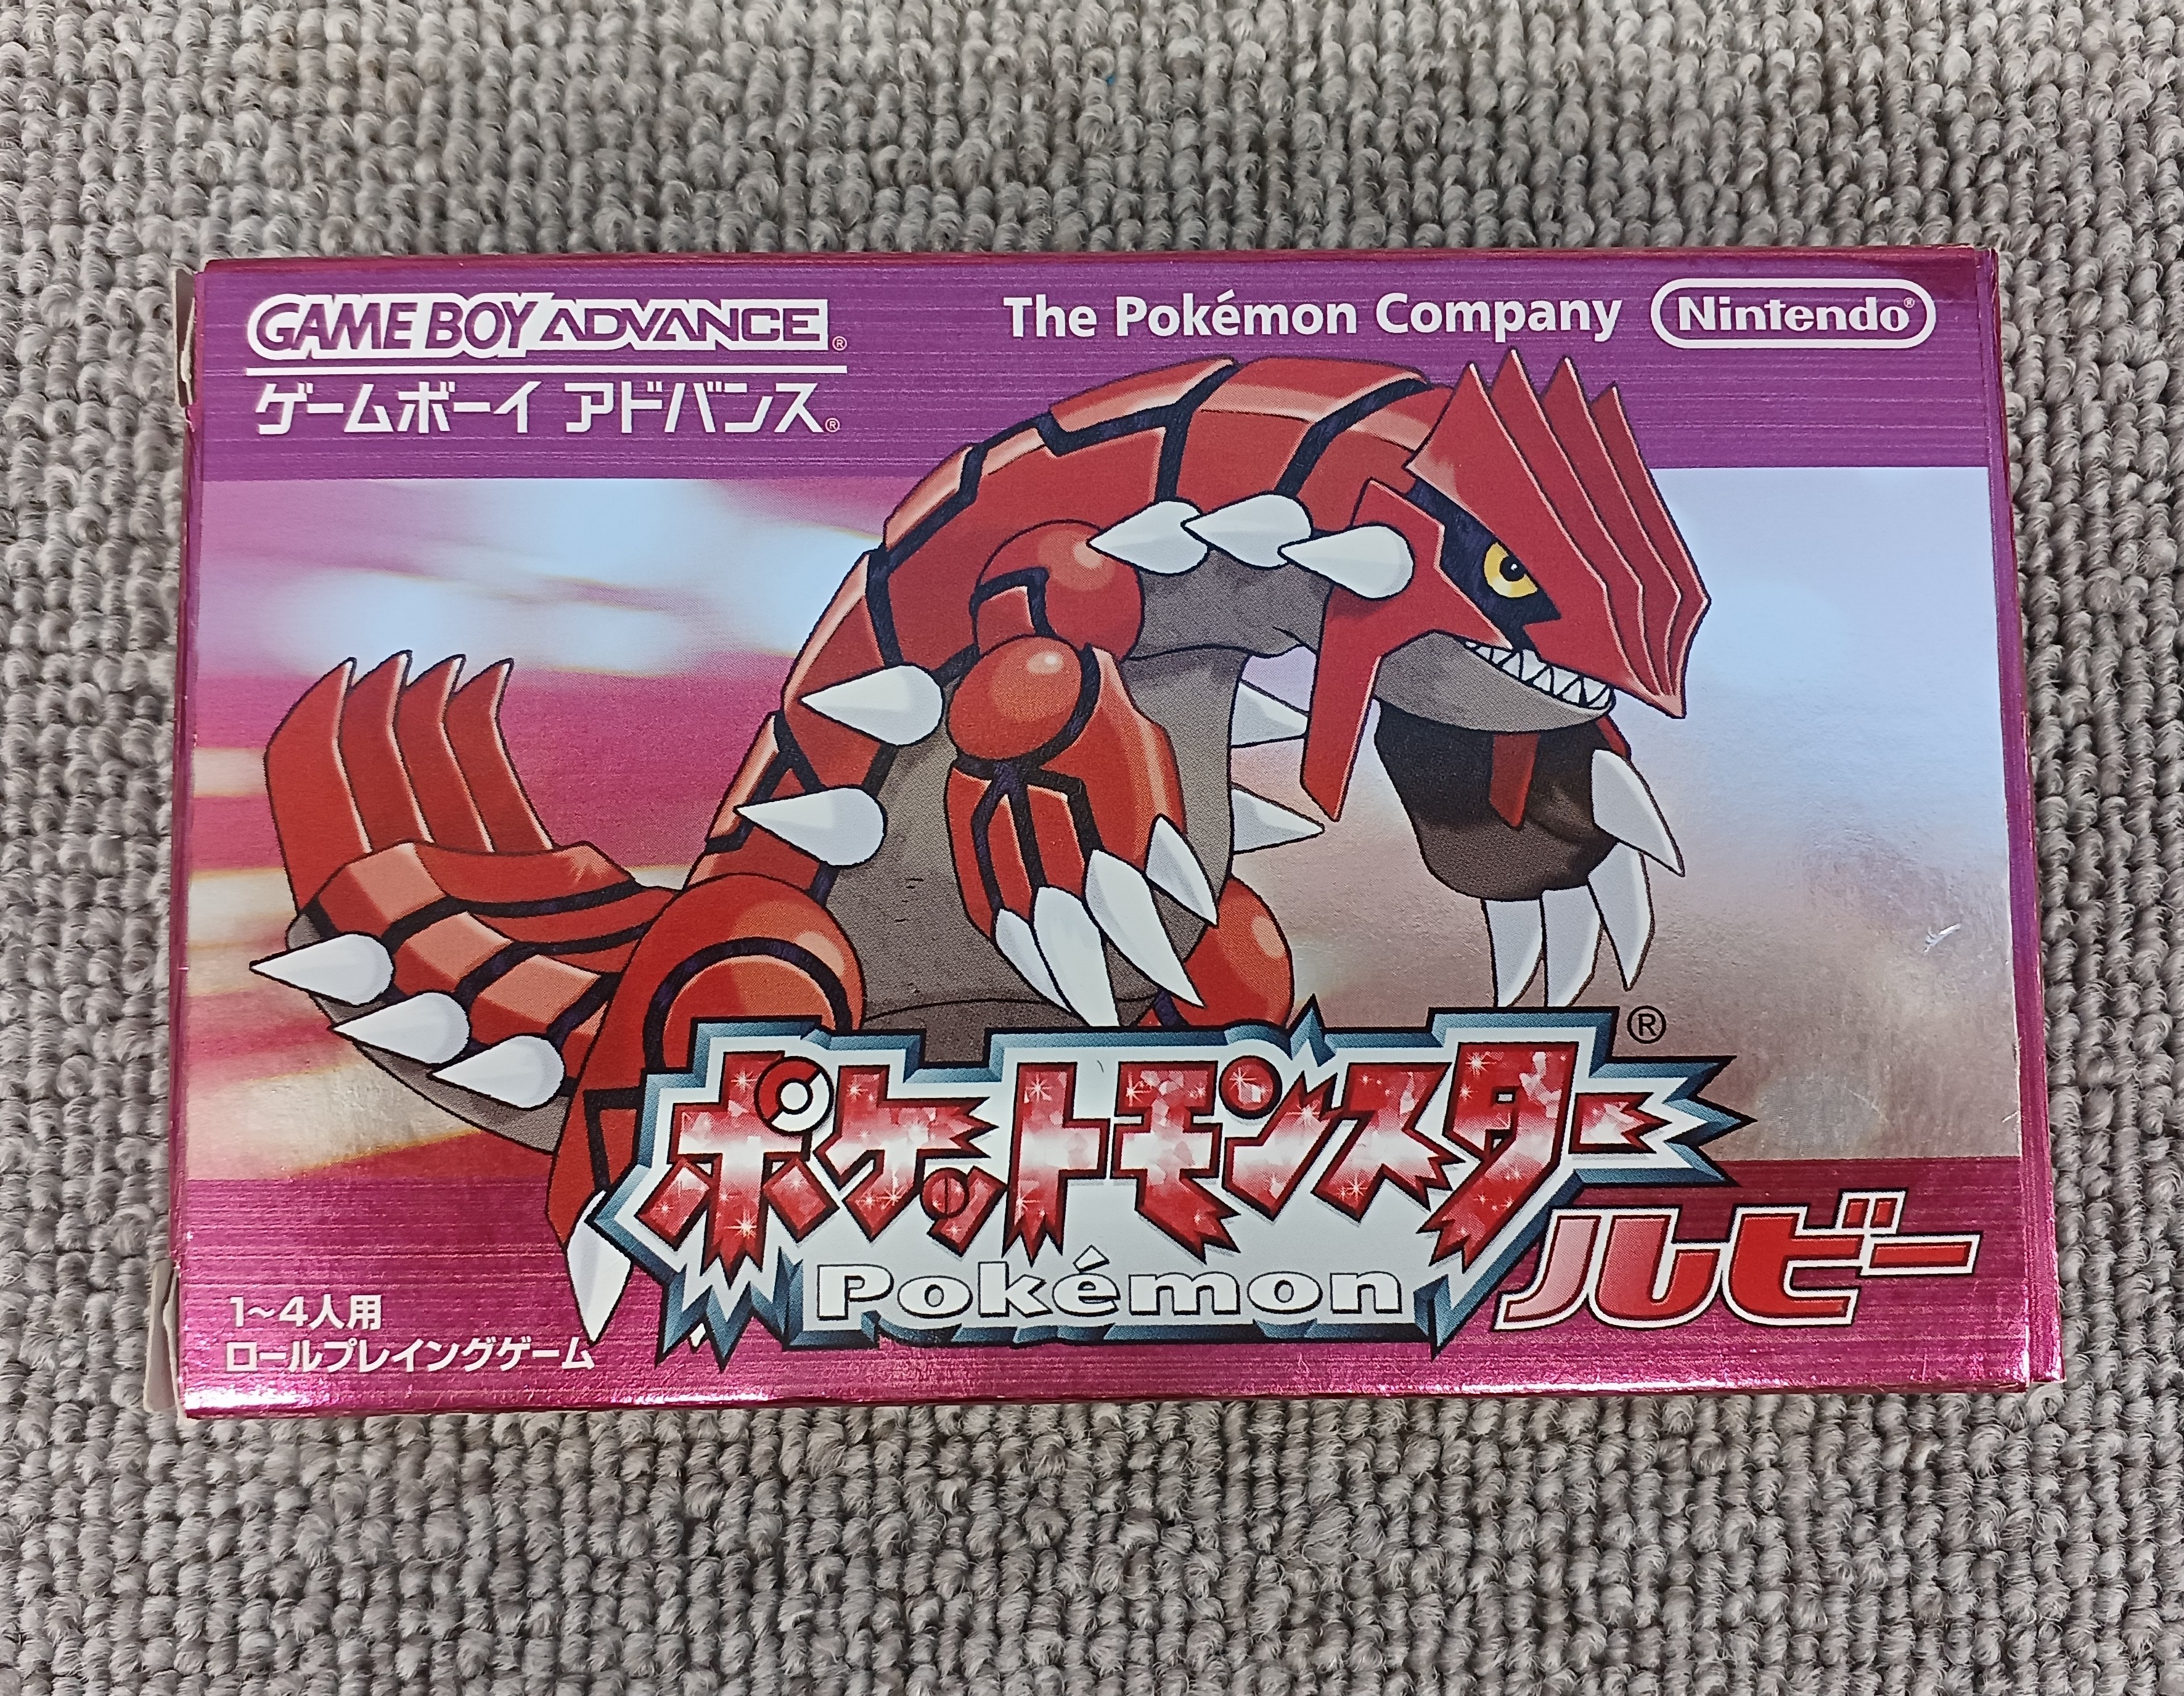 GAME BOY ADVANCE®
ゲームボーイ アドバンス®
The Pokémon Company
Nintendo®
ポケットモンスター®
Pokémon
ルビー
1~4人用
ロールプレイングゲーム